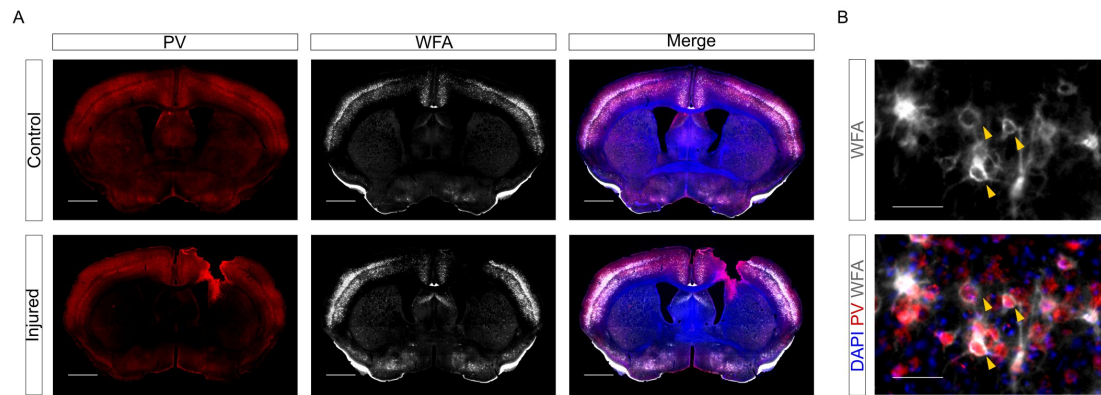 A
B
PV
WFA
Merge
Control
Injured
WFA
DAPI PV WFA